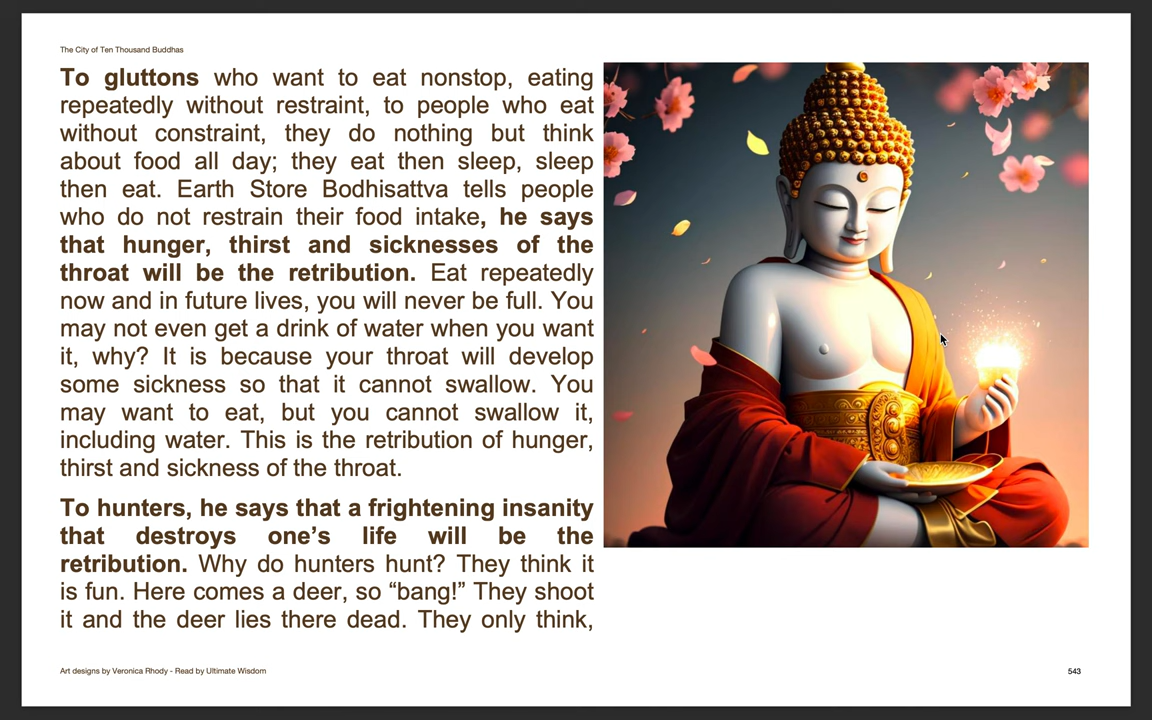 The City of Ten Thousand Buddhas
To gluttons who want to eat nonstop, eating
repeatedly without restraint, to people who eat
without constraint, they do nothing but think
about food all day; they eat then sleep, sleep
then eat. Earth Store Bodhisattva tells people
who do not restrain their food intake, he says
that hunger, thirst and sicknesses of the
throat will be the retribution. Eat repeatedly
now and in future lives, you will never be full. You
may not even get a drink of water when you want
it, why? It is because your throat will develop
some sickness so that it cannot swallow. You
may want to eat, but you cannot swallow it,
including water. This is the retribution of hunger,
thirst and sickness of the throat.
To hunters, he says that a frightening insanity
that destroys one’s life will be the
retribution. Why do hunters hunt? They think it
is fun. Here comes a deer, so “bang!” They shoot
it and the deer lies there dead. They only think,
Art designs by Veronica Rhody - Read by Ultimate Wisdom
543